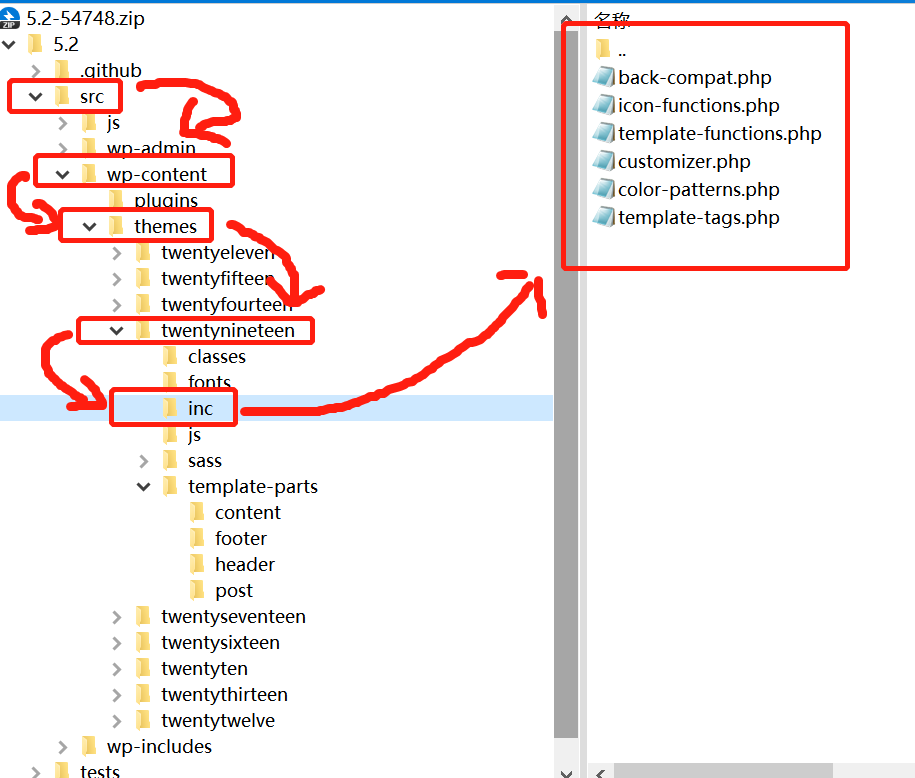 5.2-54748.zip
5.2
.github
src
js
wp-admin
wp-content
plugins
themes
twentyeleven
twentyfifteen
twentyfourteen
twentynineteen
classes
fonts
inc
js
sass
template-parts
content
footer
header
post
twentyseventeen
twentysixteen
twentyten
twentythirteen
twentytwelve
wp-includes
tests
名称
..
back-compat.php
icon-functions.php
template-functions.php
customizer.php
color-patterns.php
template-tags.php